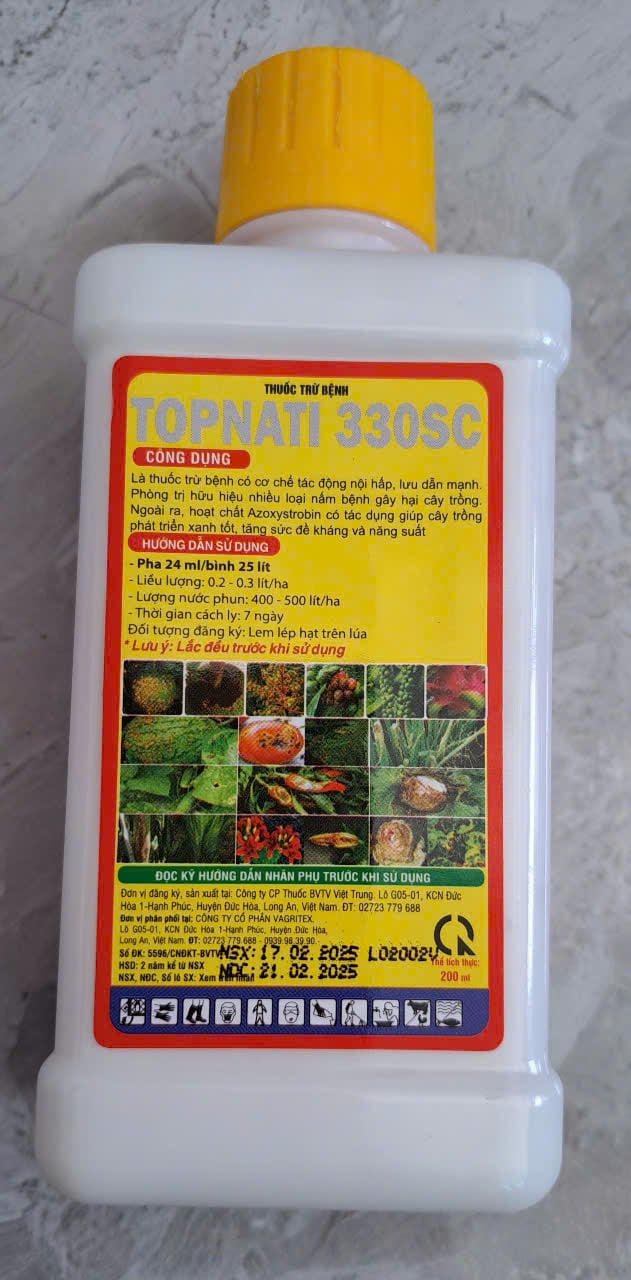 THUỐC TRỪ BỆNH
TOPNATI 330SC
CÔNG DỤNG
Là thuốc trừ bệnh có cơ chế tác động nội hấp, lưu dẫn mạnh.
Phòng trị hữu hiệu nhiều loại nấm bệnh gây hại cây trồng.
Ngoài ra, hoạt chất Azoxystrobin có tác dụng giúp cây trồng
phát triển xanh tốt, tăng sức đề kháng và năng suất
HƯỚNG DẪN SỬ DỤNG
- Pha 24 ml/bình 25 lít
- Liều lượng: 0.2 - 0.3 lít/ha
- Lượng nước phun: 400 - 500 lít/ha
- Thời gian cách ly: 7 ngày
Đối tượng đăng ký: Lem lép hạt trên lúa
* Lưu ý: Lắc đều trước khi sử dụng
ĐỌC KỸ HƯỚNG DẪN NHÃN PHỤ TRƯỚC KHI SỬ DỤNG
Đơn vị đăng ký, sản xuất tại: Công ty CP Thuốc BVTV Việt Trung. Lô G05-01, KCN Đức
Hòa 1-Hạnh Phúc, Huyện Đức Hòa, Long An, Việt Nam. ĐT: 02723 779 688
Đơn vị phân phối tại: CÔNG TY CỔ PHẦN VAGRITEX.
Lô G05-01, KCN Đức Hòa 1-Hạnh Phúc, Huyện Đức Hòa,
Long An, Việt Nam. ĐT: 02723 779 688 - 0939.98.39.90.
Số ĐK: 5596/CNĐKT-BVTV NSX: 17.02.2025 L020024
HSD: 2 năm kể từ NSX NDC: 21.02.2025
NSX, NĐC, Số lô SX: Xem trên nhãn
Thể tích thực:
200 ml